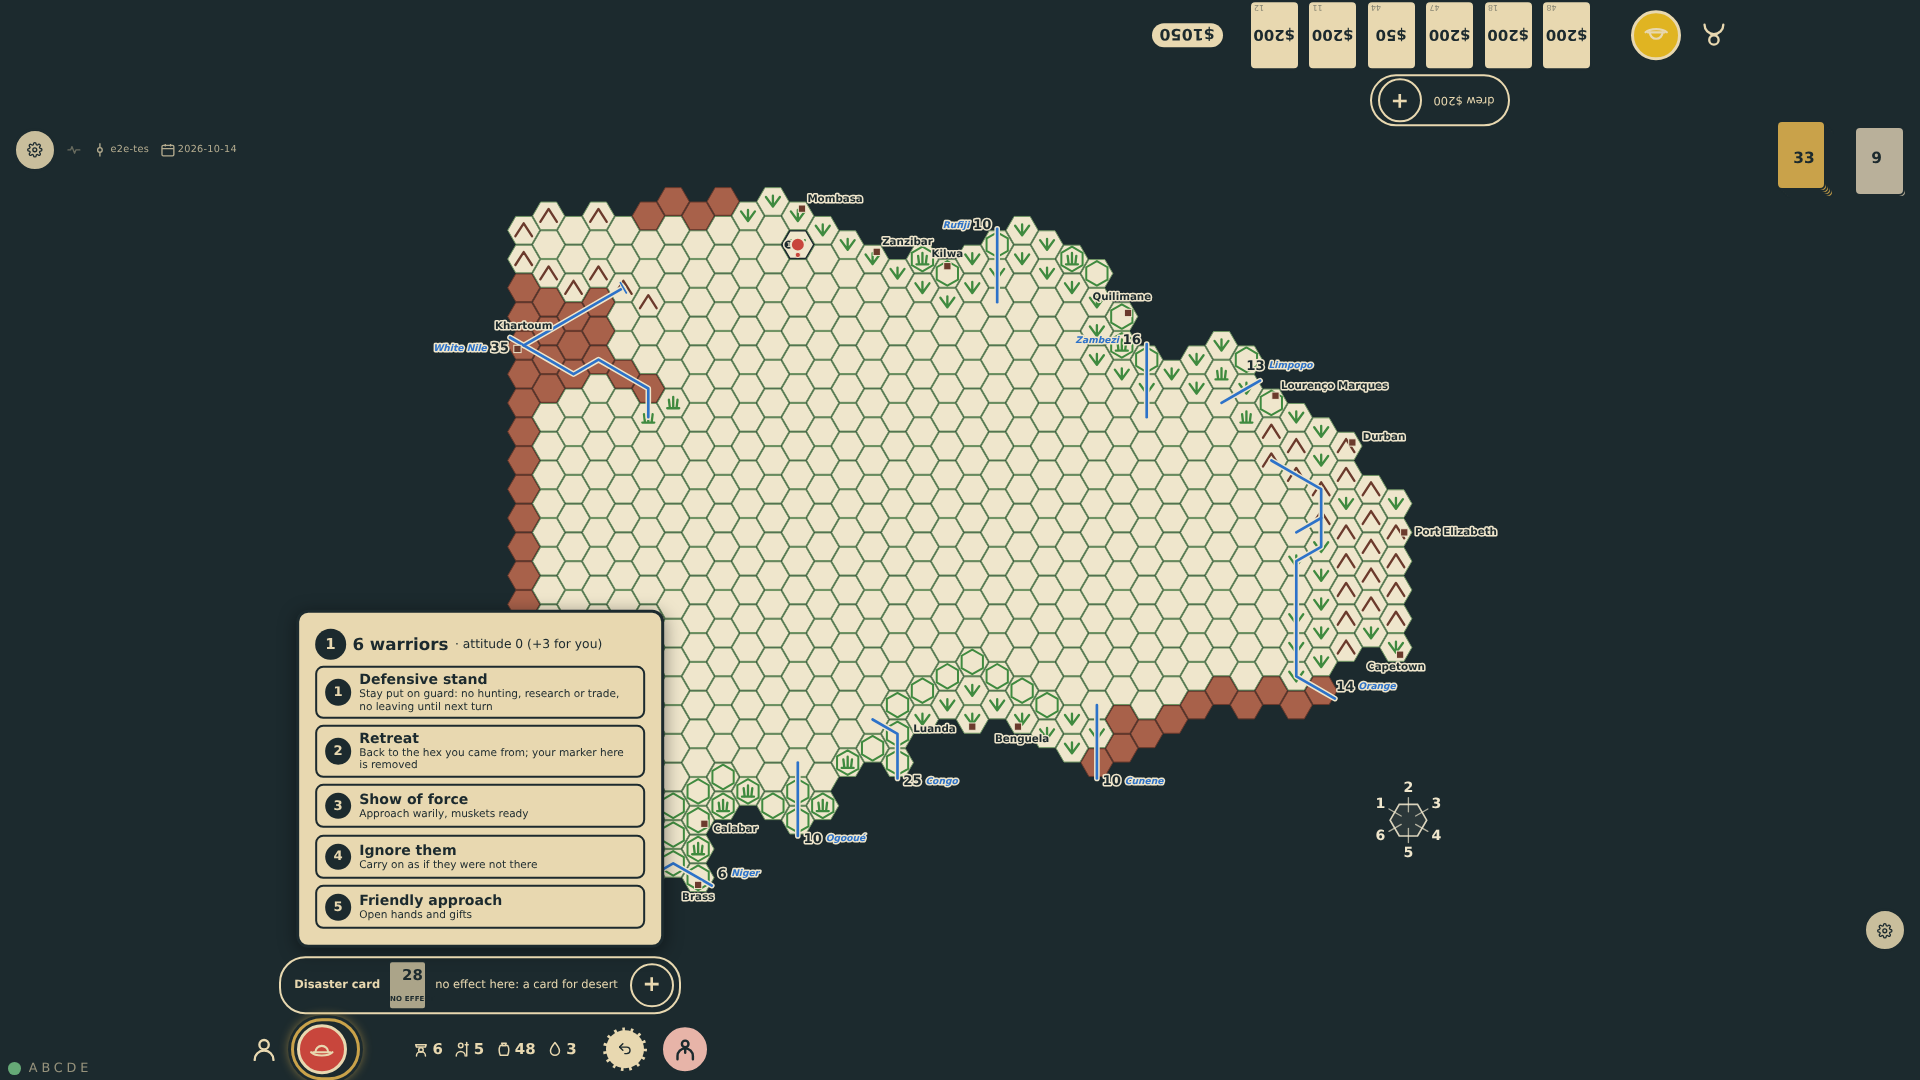 $1050
12
$200
11
$200
44
$50
47
$200
18
$200
48
$200
drew $200
e2e-tes
2026-10-14
33
9
Mombasa
Rufiji 10
Zanzibar
Kilwa
Quilimane
Khartoum
White Nile 35
Zambezi 16
13 Limpopo
Lourenço Marques
Durban
Port Elizabeth
Capetown
14 Orange
Luanda
Benguela
25 Congo
10 Cunene
Calabar
10 Ogooué
6 Niger
Brass
2
1 3
6 4
5
1 6 warriors · attitude 0 (+3 for you)
1 Defensive stand
Stay put on guard: no hunting, research or trade,
no leaving until next turn
2 Retreat
Back to the hex you came from; your marker here
is removed
3 Show of force
Approach warily, muskets ready
4 Ignore them
Carry on as if they were not there
5 Friendly approach
Open hands and gifts
Disaster card 28 no effect here: a card for desert +
NO EFFE
6 5 48 3
ABCDE